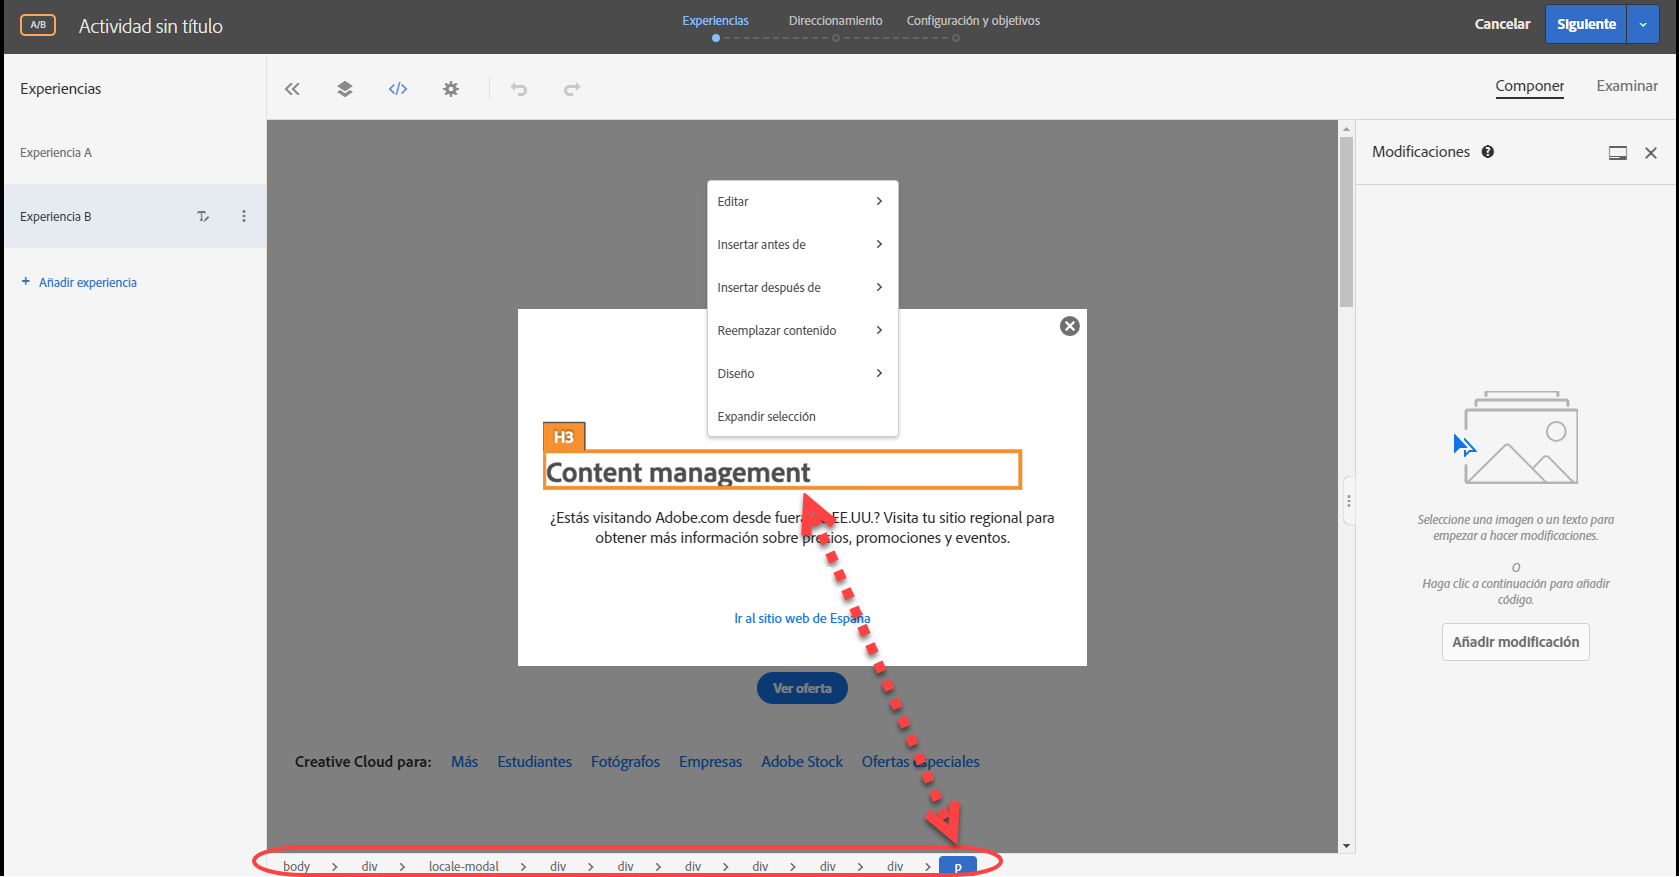 A/B
Actividad sin título
Experiencias
Direccionamiento
Configuración y objetivos
Cancelar
Siguiente
Experiencias
Componer
Examinar
Experiencia A
Experiencia B
+ Añadir experiencia
Modificaciones
Editar
Insertar antes de
Insertar después de
Reemplazar contenido
Diseño
Expandir selección
H3
Content management
¿Estás visitando Adobe.com desde fuera EE.UU.? Visita tu sitio regional para
obtener más información sobre precios, promociones y eventos.
Ir al sitio web de España
Ver oferta
Creative Cloud para: Más Estudiantes Fotógrafos Empresas Adobe Stock Ofertas especiales
Seleccione una imagen o un texto para
empezar a hacer modificaciones.
O
Haga clic a continuación para añadir
código.
Añadir modificación
body > div > locale-modal > div > div > div > div > div > div > p